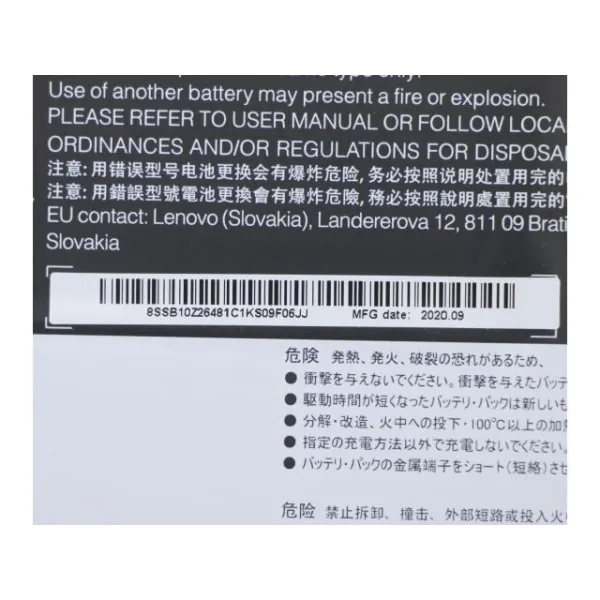 type only.
Use of another battery may present a fire or explosion.
PLEASE REFER TO USER MANUAL OR FOLLOW LOCA
ORDINANCES AND/OR REGULATIONS FOR DISPOSA
注意: 用错误型号电池更换会有爆炸危险, 务必按照说明处置用完的
注意: 用錯誤型號電池更換會有爆炸危險, 務必按照說明處置用完的
EU contact: Lenovo (Slovakia), Landererova 12, 811 09 Brati
Slovakia
8SSB10Z26481C1KS09F06JJ MFG date: 2020.09
危険 発熱、発火、破裂の恐れがあるため、
● 衝撃を与えないでください。衝撃を与えたバッテ
● 駆動時間が短くなったバッテリ・パックは新しいも
● 分解・改造、火中への投下・100℃以上の加熱
● 指定の充電方法以外で充電しないでください。
● バッテリ・パックの金属端子をショート(短絡)させ
危险 禁止拆卸、撞击、外部短路或投入火